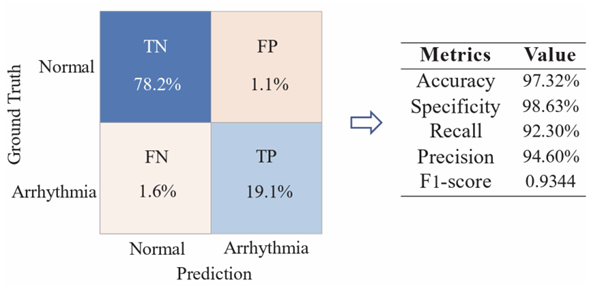 Ground Truth
Normal
Arrhythmia
TN
78.2%
FP
1.1%
FN
1.6%
TP
19.1%
Normal Arrhythmia
Prediction
Metrics Value
Accuracy 97.32%
Specificity 98.63%
Recall 92.30%
Precision 94.60%
F1-score 0.9344